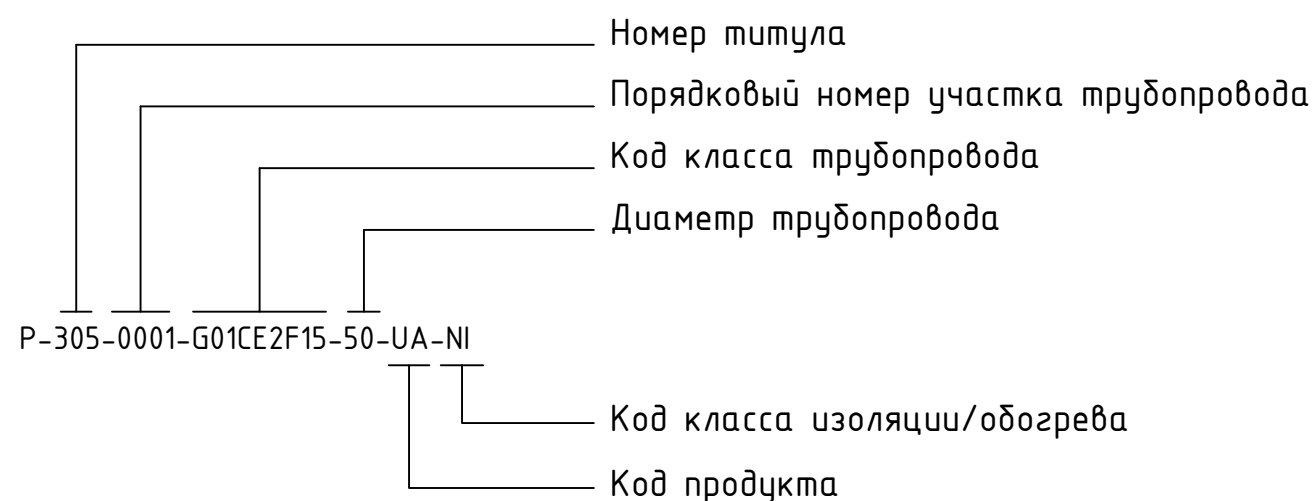 Номер титула
Порядковый номер участка трубопровода
Код класса трубопровода
Диаметр трубопровода
P-305-0001-G01CE2F15-50-UA-NI
Код класса изоляции/обогрева
Код продукта